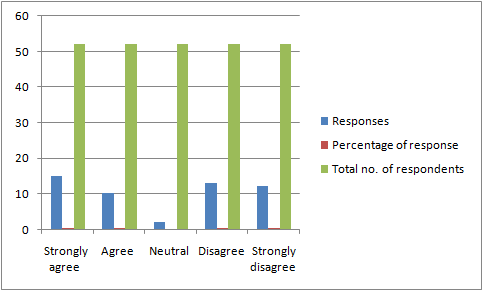 60
50
40
30
20
10
0
Strongly agree
Agree
Neutral
Disagree
Strongly disagree
Responses
Percentage of response
Total no. of respondents